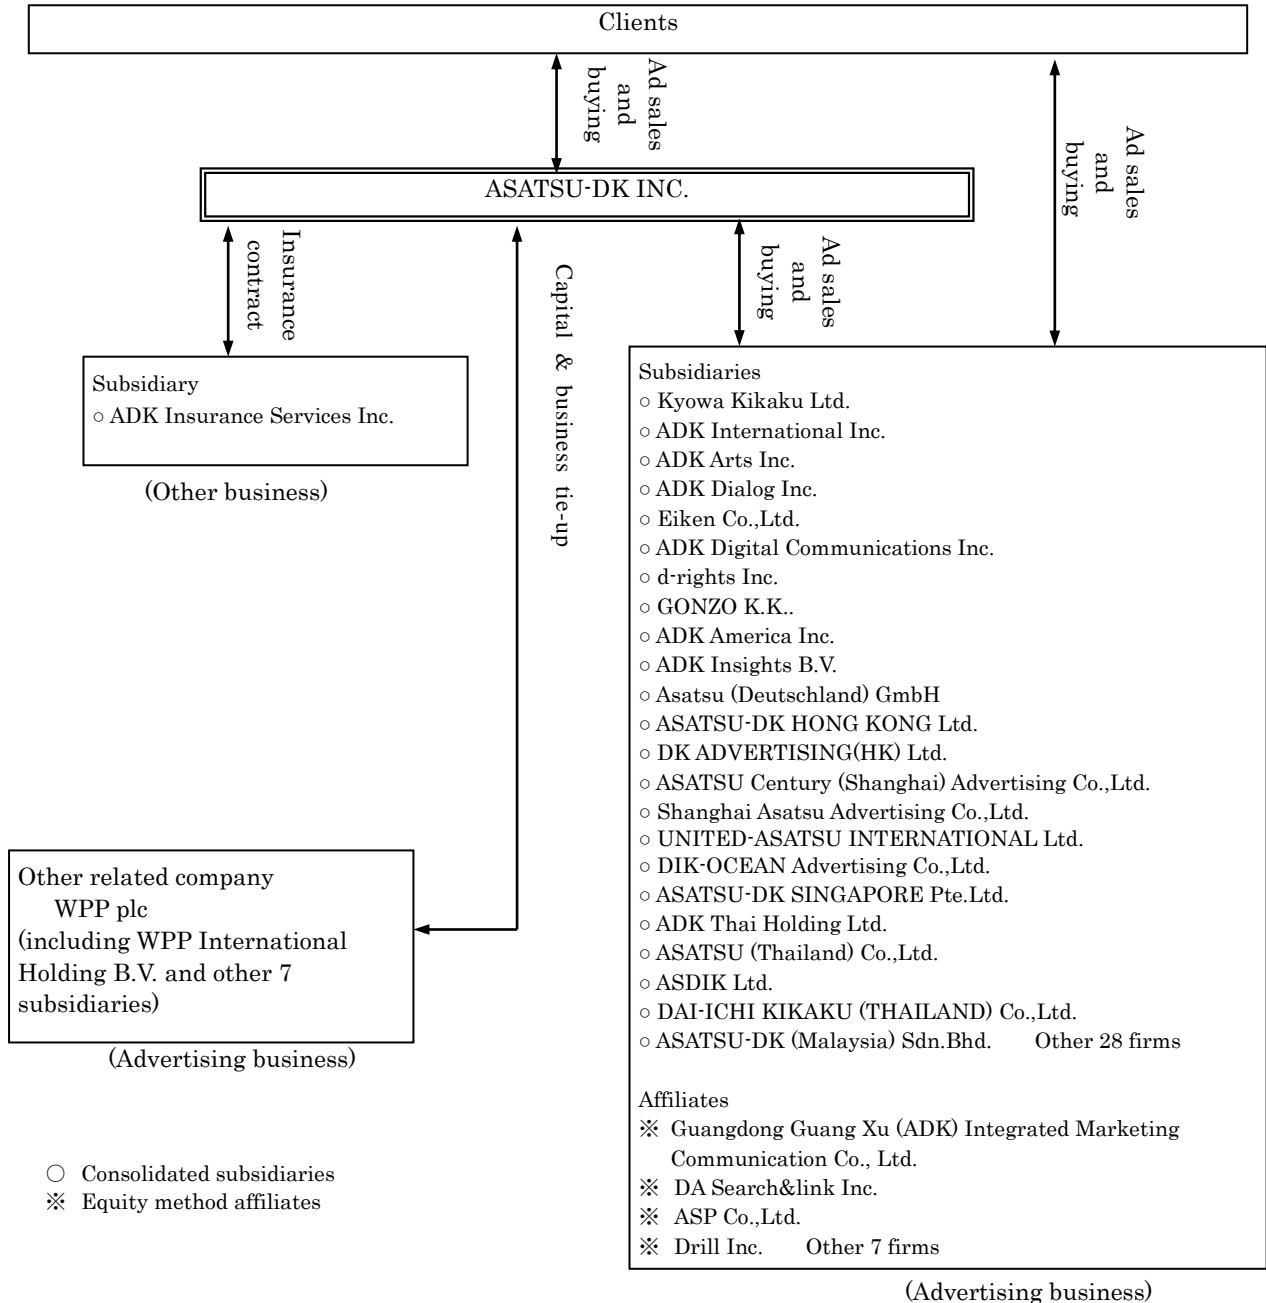 Clients
Ad sales
and
buying
Ad sales
and
buying
ASATSU-DK INC.
Insurance
contract
Capital & business tie-up
Ad sales
and
buying
Subsidiary
○ ADK Insurance Services Inc.
(Other business)
Other related company
WPP plc
(including WPP International
Holding B.V. and other 7
subsidiaries)
(Advertising business)
○ Consolidated subsidiaries
※ Equity method affiliates
Subsidiaries
○ Kyowa Kikaku Ltd.
○ ADK International Inc.
○ ADK Arts Inc.
○ ADK Dialog Inc.
○ Eiken Co.,Ltd.
○ ADK Digital Communications Inc.
○ d-rights Inc.
○ GONZO K.K..
○ ADK America Inc.
○ ADK Insights B.V.
○ Asatsu (Deutschland) GmbH
○ ASATSU-DK HONG KONG Ltd.
○ DK ADVERTISING(HK) Ltd.
○ ASATSU Century (Shanghai) Advertising Co.,Ltd.
○ Shanghai Asatsu Advertising Co.,Ltd.
○ UNITED-ASATSU INTERNATIONAL Ltd.
○ DIK-OCEAN Advertising Co.,Ltd.
○ ASATSU-DK SINGAPORE Pte.Ltd.
○ ADK Thai Holding Ltd.
○ ASATSU (Thailand) Co.,Ltd.
○ ASDIK Ltd.
○ DAI-ICHI KIKAKU (THAILAND) Co.,Ltd.
○ ASATSU-DK (Malaysia) Sdn.Bhd. Other 28 firms
Affiliates
※ Guangdong Guang Xu (ADK) Integrated Marketing
Communication Co., Ltd.
※ DA Search&link Inc.
※ ASP Co.,Ltd.
※ Drill Inc. Other 7 firms
(Advertising business)